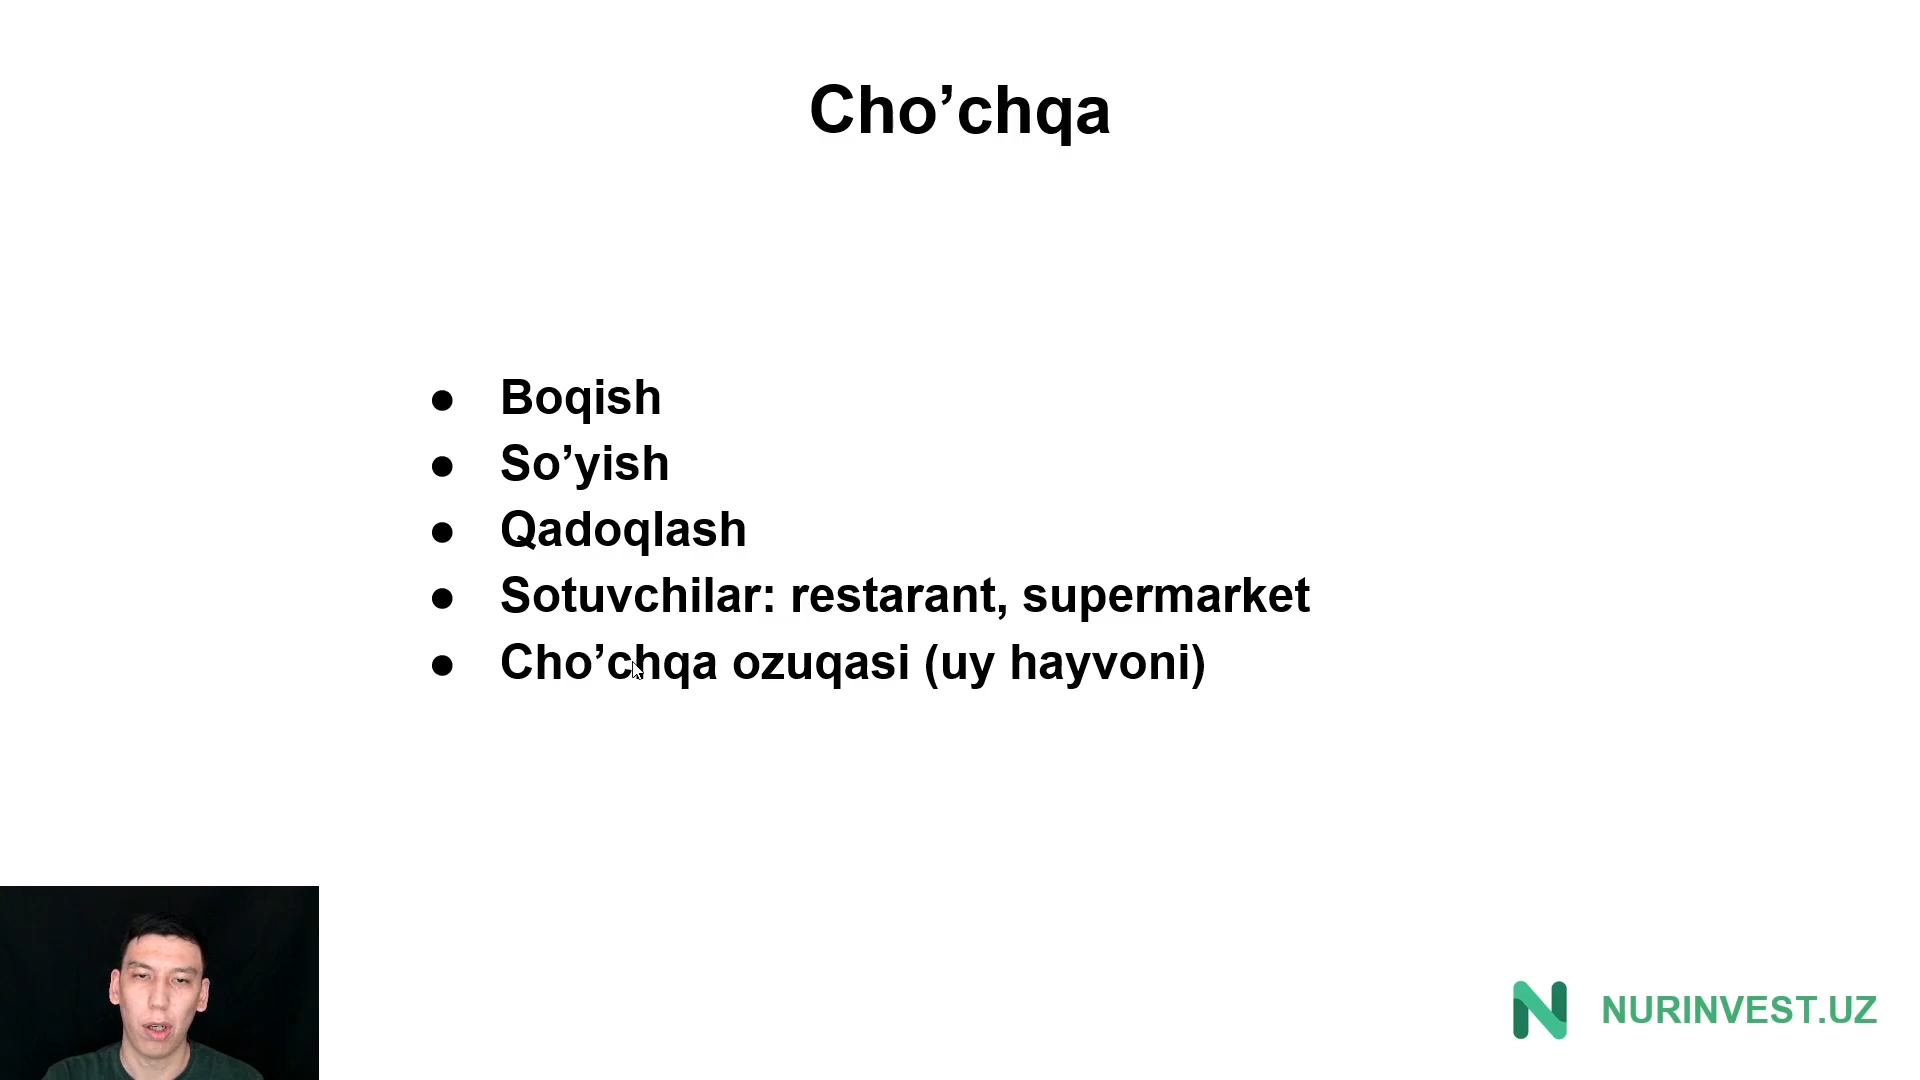 Cho’chqa
● Boqish
● So’yish
● Qadoqlash
● Sotuvchilar: restarant, supermarket
● Cho’chqa ozuqasi (uy hayvoni)
NURINVEST.UZ